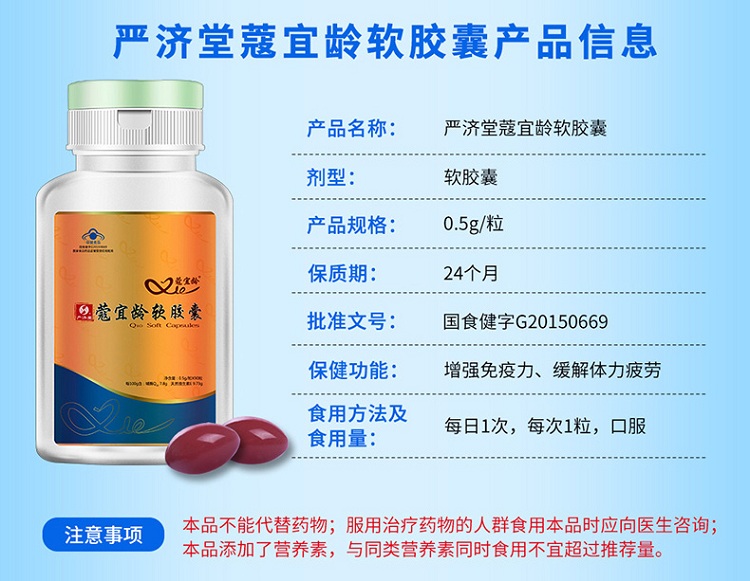 严济堂蔻宜龄软胶囊产品信息
产品名称： 严济堂蔻宜龄软胶囊
剂型： 软胶囊
产品规格： 0.5g/粒
保质期： 24个月
批准文号： 国食健字G20150669
保健功能： 增强免疫力、缓解体力疲劳
食用方法及
食用量： 每日1次，每次1粒，口服
保健食品
蔻宜龄
Qie
严济堂
蔻宜龄软胶囊
Qio Soft Capsules
注意事项
本品不能代替药物；服用治疗药物的人群食用本品时应向医生咨询；
本品添加了营养素，与同类营养素同时食用不宜超过推荐量。